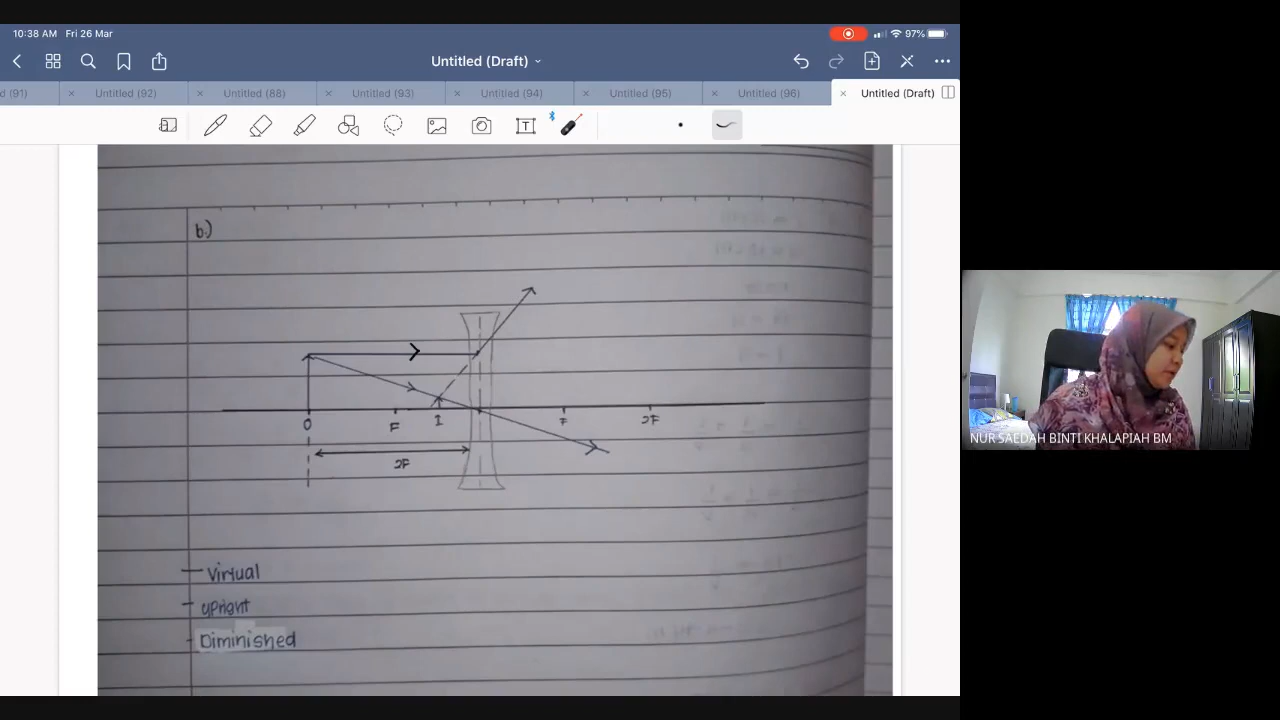 10:38 AM Fri 26 Mar
97%
Untitled (Draft)
d (91)
Untitled (92)
Untitled (88)
Untitled (93)
Untitled (94)
Untitled (95)
Untitled (96)
Untitled (Draft)
T
b.)
O
F
I
F
2F
2F
NUR SAEDAH BINTI KHALAPIAH BM
- Virtual
- upright
- Diminished